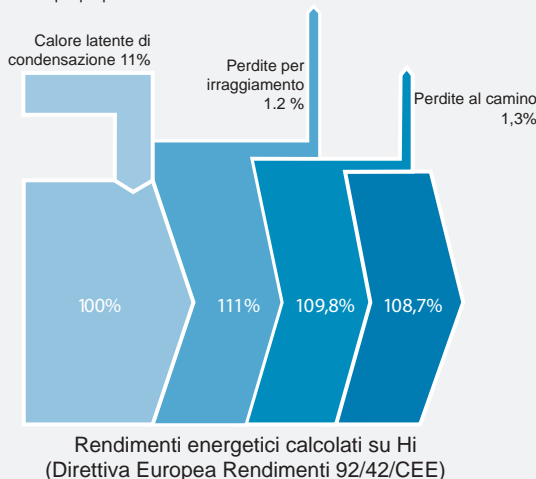 Calore latente di
condensazione 11%
Perdite per
irraggiamento
1.2 %
Perdite al camino
1,3%
100%
111%
109,8%
108,7%
Rendimenti energetici calcolati su Hi
(Direttiva Europea Rendimenti 92/42/CEE)